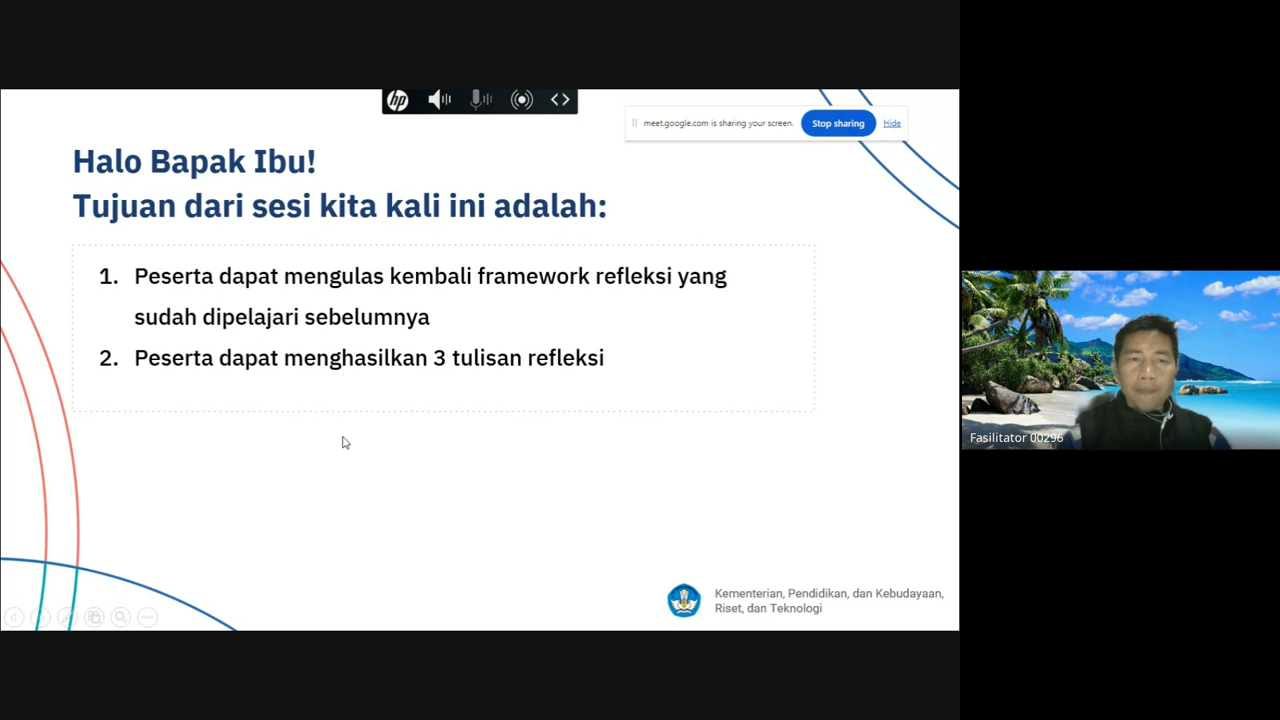 hp
meet.google.com is sharing your screen. Stop sharing Hide
Halo Bapak Ibu!
Tujuan dari sesi kita kali ini adalah:
1. Peserta dapat mengulas kembali framework refleksi yang
sudah dipelajari sebelumnya
2. Peserta dapat menghasilkan 3 tulisan refleksi
Fasilitator 00296
Kementerian, Pendidikan, dan Kebudayaan,
Riset, dan Teknologi